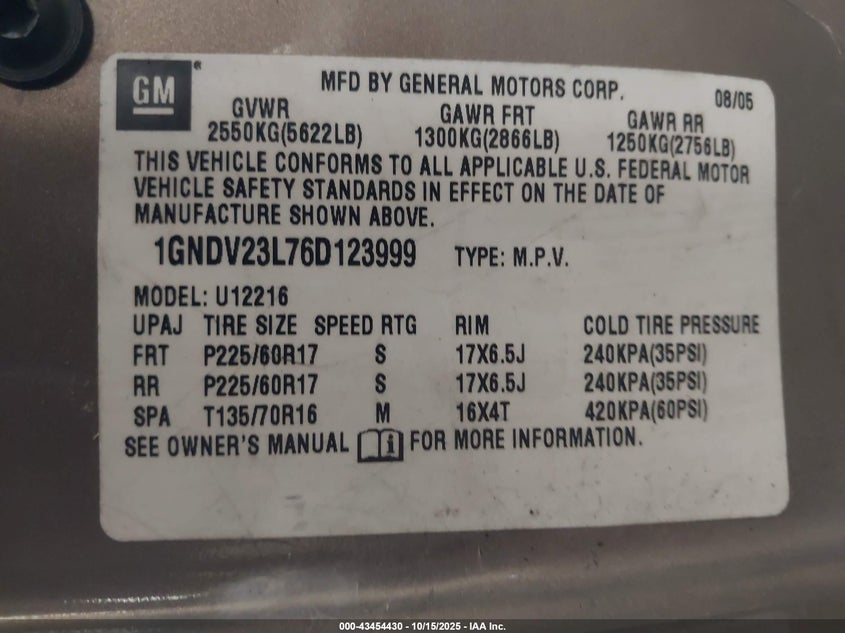 GM®
MFD BY GENERAL MOTORS CORP.
08/05
GVWR GAWR FRT GAWR RR
2550KG(5622LB) 1300KG(2866LB) 1250KG(2756LB)
THIS VEHICLE CONFORMS TO ALL APPLICABLE U.S. FEDERAL MOTOR
VEHICLE SAFETY STANDARDS IN EFFECT ON THE DATE OF
MANUFACTURE SHOWN ABOVE.
1GNDV23L76D123999 TYPE: M.P.V.
MODEL: U12216
UPAJ TIRE SIZE SPEED RTG RIM COLD TIRE PRESSURE
FRT P225/60R17 S 17X6.5J 240KPA(35PSI)
RR P225/60R17 S 17X6.5J 240KPA(35PSI)
SPA T135/70R16 M 16X4T 420KPA(60PSI)
SEE OWNER'S MANUAL i FOR MORE INFORMATION.
000-43454430 - 10/15/2025 - IAA Inc.